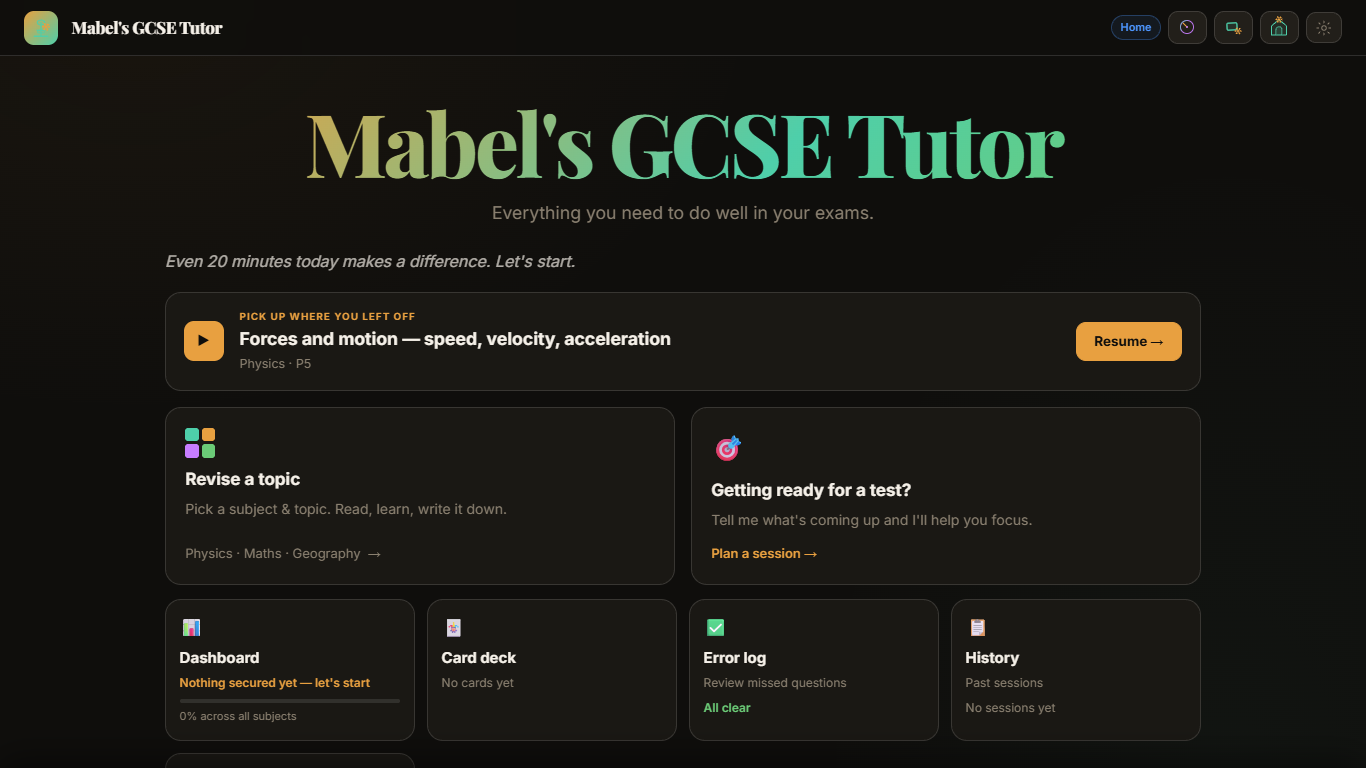 Mabel's GCSE Tutor
Home
Mabel's GCSE Tutor
Everything you need to do well in your exams.
Even 20 minutes today makes a difference. Let's start.
PICK UP WHERE YOU LEFT OFF
Forces and motion — speed, velocity, acceleration
Physics · P5
Resume →
Revise a topic
Pick a subject & topic. Read, learn, write it down.
Physics · Maths · Geography →
Getting ready for a test?
Tell me what's coming up and I'll help you focus.
Plan a session →
Dashboard
Nothing secured yet — let's start
0% across all subjects
Card deck
No cards yet
Error log
Review missed questions
All clear
History
Past sessions
No sessions yet